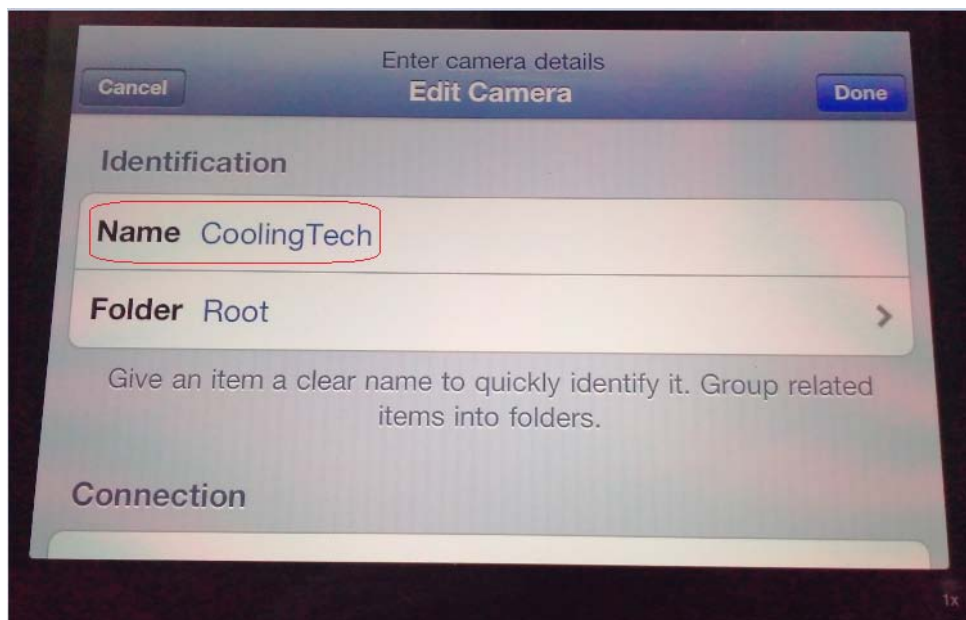 Enter camera details
Cancel
Edit Camera
Done
Identification
Name CoolingTech
Folder Root
Give an item a clear name to quickly identify it. Group related
items into folders.
Connection
1x